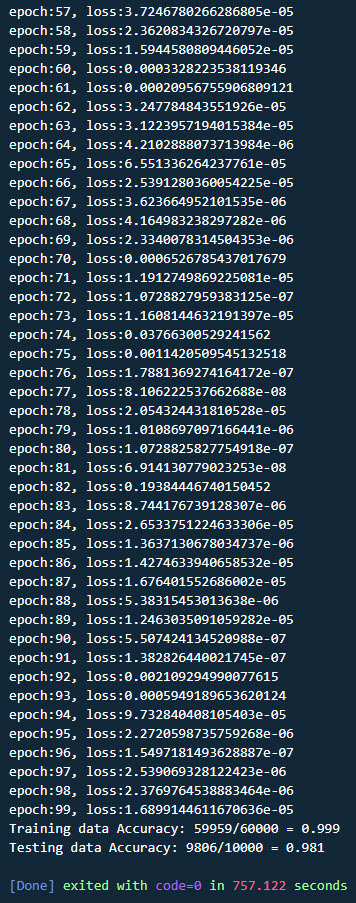 epoch:57, loss:3.7246780266286805e-05
epoch:58, loss:2.3620834326720797e-05
epoch:59, loss:1.5944580809446052e-05
epoch:60, loss:0.0003328223538119346
epoch:61, loss:0.00020956755906809121
epoch:62, loss:3.247784843551926e-05
epoch:63, loss:3.1223957194015384e-05
epoch:64, loss:4.2102888073713984e-06
epoch:65, loss:6.551336264237761e-05
epoch:66, loss:2.5391280360054225e-05
epoch:67, loss:3.623664952101535e-06
epoch:68, loss:4.164983238297282e-06
epoch:69, loss:2.3340078314504353e-06
epoch:70, loss:0.0006526785437017679
epoch:71, loss:1.1912749869225081e-05
epoch:72, loss:1.0728827959383125e-07
epoch:73, loss:1.1608144632191397e-05
epoch:74, loss:0.03766300529241562
epoch:75, loss:0.0011420509545132518
epoch:76, loss:1.7881369274164172e-07
epoch:77, loss:8.106222537662688e-08
epoch:78, loss:2.054324431810528e-05
epoch:79, loss:1.0108697097166441e-06
epoch:80, loss:1.0728825827754918e-07
epoch:81, loss:6.914130779023253e-08
epoch:82, loss:0.19384446740150452
epoch:83, loss:8.744176739128307e-06
epoch:84, loss:2.6533751224633306e-05
epoch:85, loss:1.3637130678034737e-06
epoch:86, loss:1.4274633940658532e-05
epoch:87, loss:1.676401552686002e-05
epoch:88, loss:5.38315453013638e-06
epoch:89, loss:1.2463035091059282e-05
epoch:90, loss:5.507424134520988e-07
epoch:91, loss:1.382826440021745e-07
epoch:92, loss:0.002109294990077615
epoch:93, loss:0.0005949189653620124
epoch:94, loss:9.732840408105403e-05
epoch:95, loss:2.2720598735759268e-06
epoch:96, loss:1.5497181493628887e-07
epoch:97, loss:2.539069328122423e-06
epoch:98, loss:2.3769764538883464e-06
epoch:99, loss:1.6899144611670636e-05
Training data Accuracy: 59959/60000 = 0.999
Testing data Accuracy: 9806/10000 = 0.981
[Done] exited with code=0 in 757.122 seconds